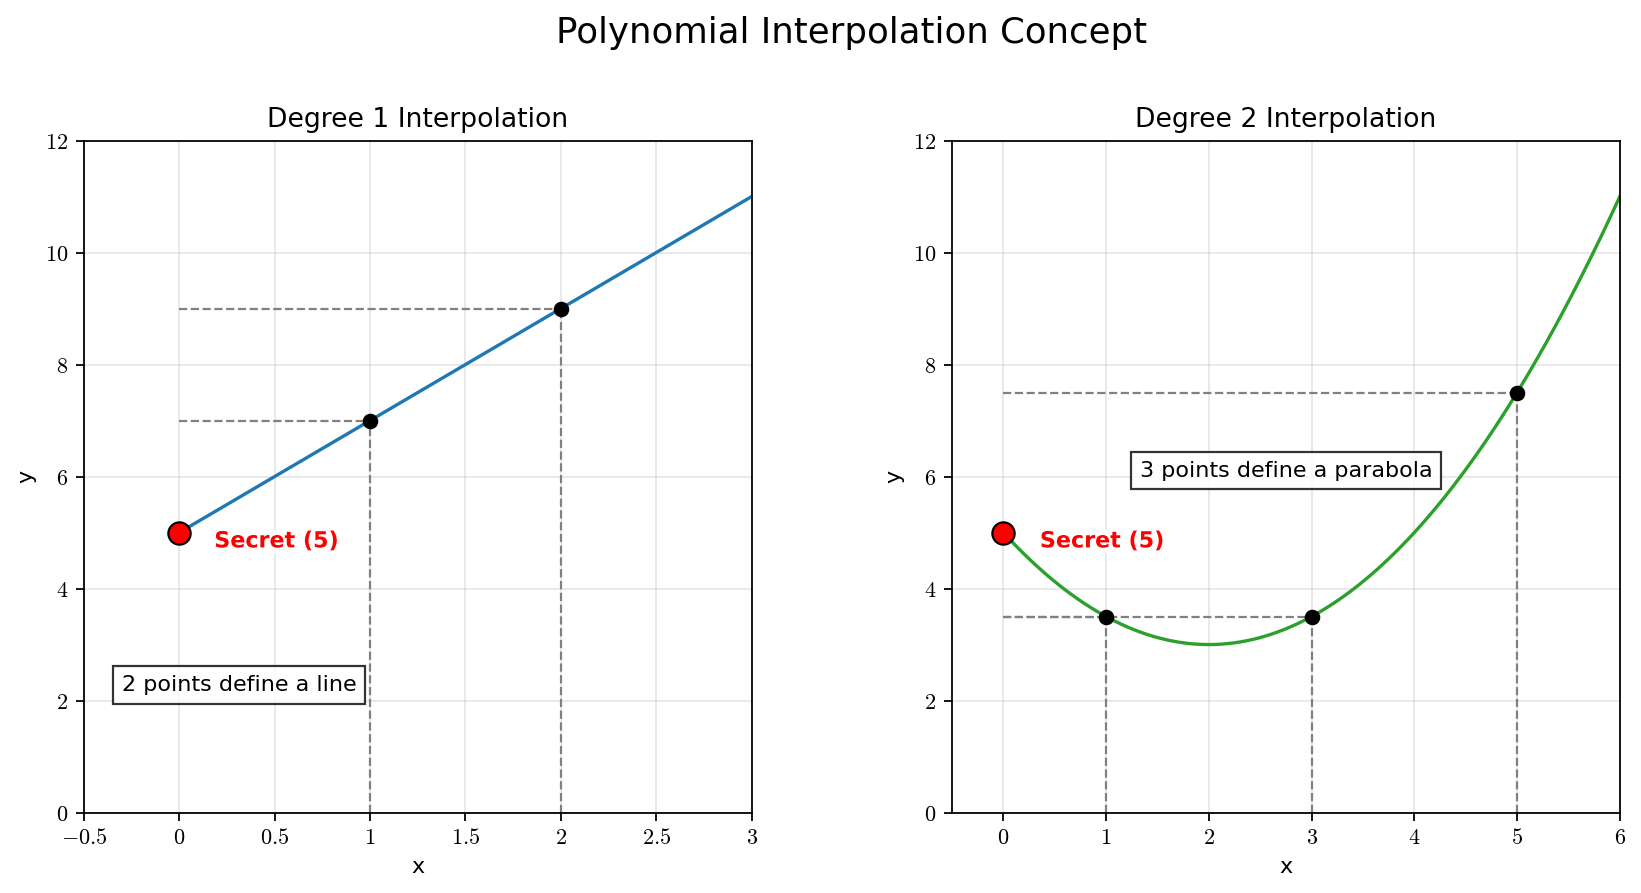 Polynomial Interpolation Concept
Degree 1 Interpolation
12
10
8
6
4
2
0
y
Secret (5)
2 points define a line
−0.5 0 0.5 1 1.5 2 2.5 3
x
Degree 2 Interpolation
12
10
8
6
4
2
0
y
3 points define a parabola
Secret (5)
0 1 2 3 4 5 6
x